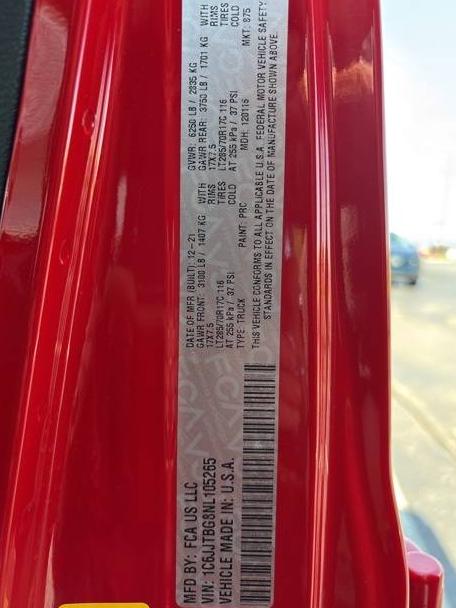 MFD BY: FCA US LLC
VIN: 1C6JJTBG8NL105265
VEHICLE MADE IN: U.S.A.
DATE OF MFR (BUILT): 12-21
GVWR: 6250 LB / 2835 KG
GAWR FRONT: 3100 LB / 1407 KG WITH
17X7.5 RIMS
LT285/70R17C 116 TIRES
AT 255 kPa / 37 PSI COLD
GAWR REAR: 3750 LB / 1701 KG WITH
17X7.5 RIMS
LT285/70R17C 116 TIRES
AT 255 kPa / 37 PSI COLD
TYPE: TRUCK PAINT: PRC MDH: 120116 MKT: 875
THIS VEHICLE CONFORMS TO ALL APPLICABLE U.S.A. FEDERAL MOTOR VEHICLE SAFETY
STANDARDS IN EFFECT ON THE DATE OF MANUFACTURE SHOWN ABOVE.